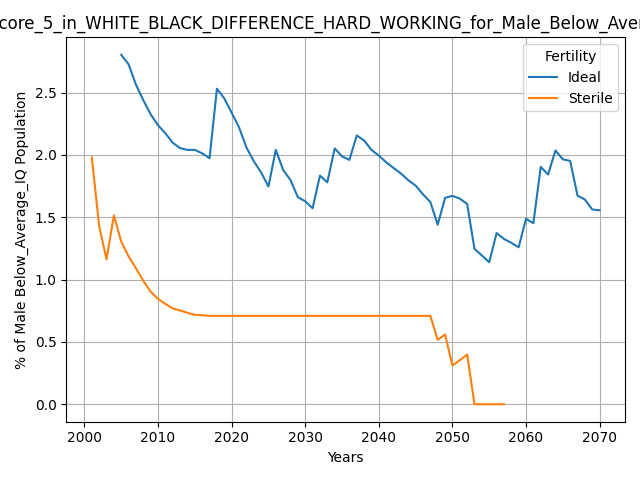 core_5_in_WHITE_BLACK_DIFFERENCE_HARD_WORKING_for_Male_Below_Aver
Fertility
Ideal
Sterile
% of Male Below_Average_IQ Population
2.5
2.0
1.5
1.0
0.5
0.0
2000 2010 2020 2030 2040 2050 2060 2070
Years